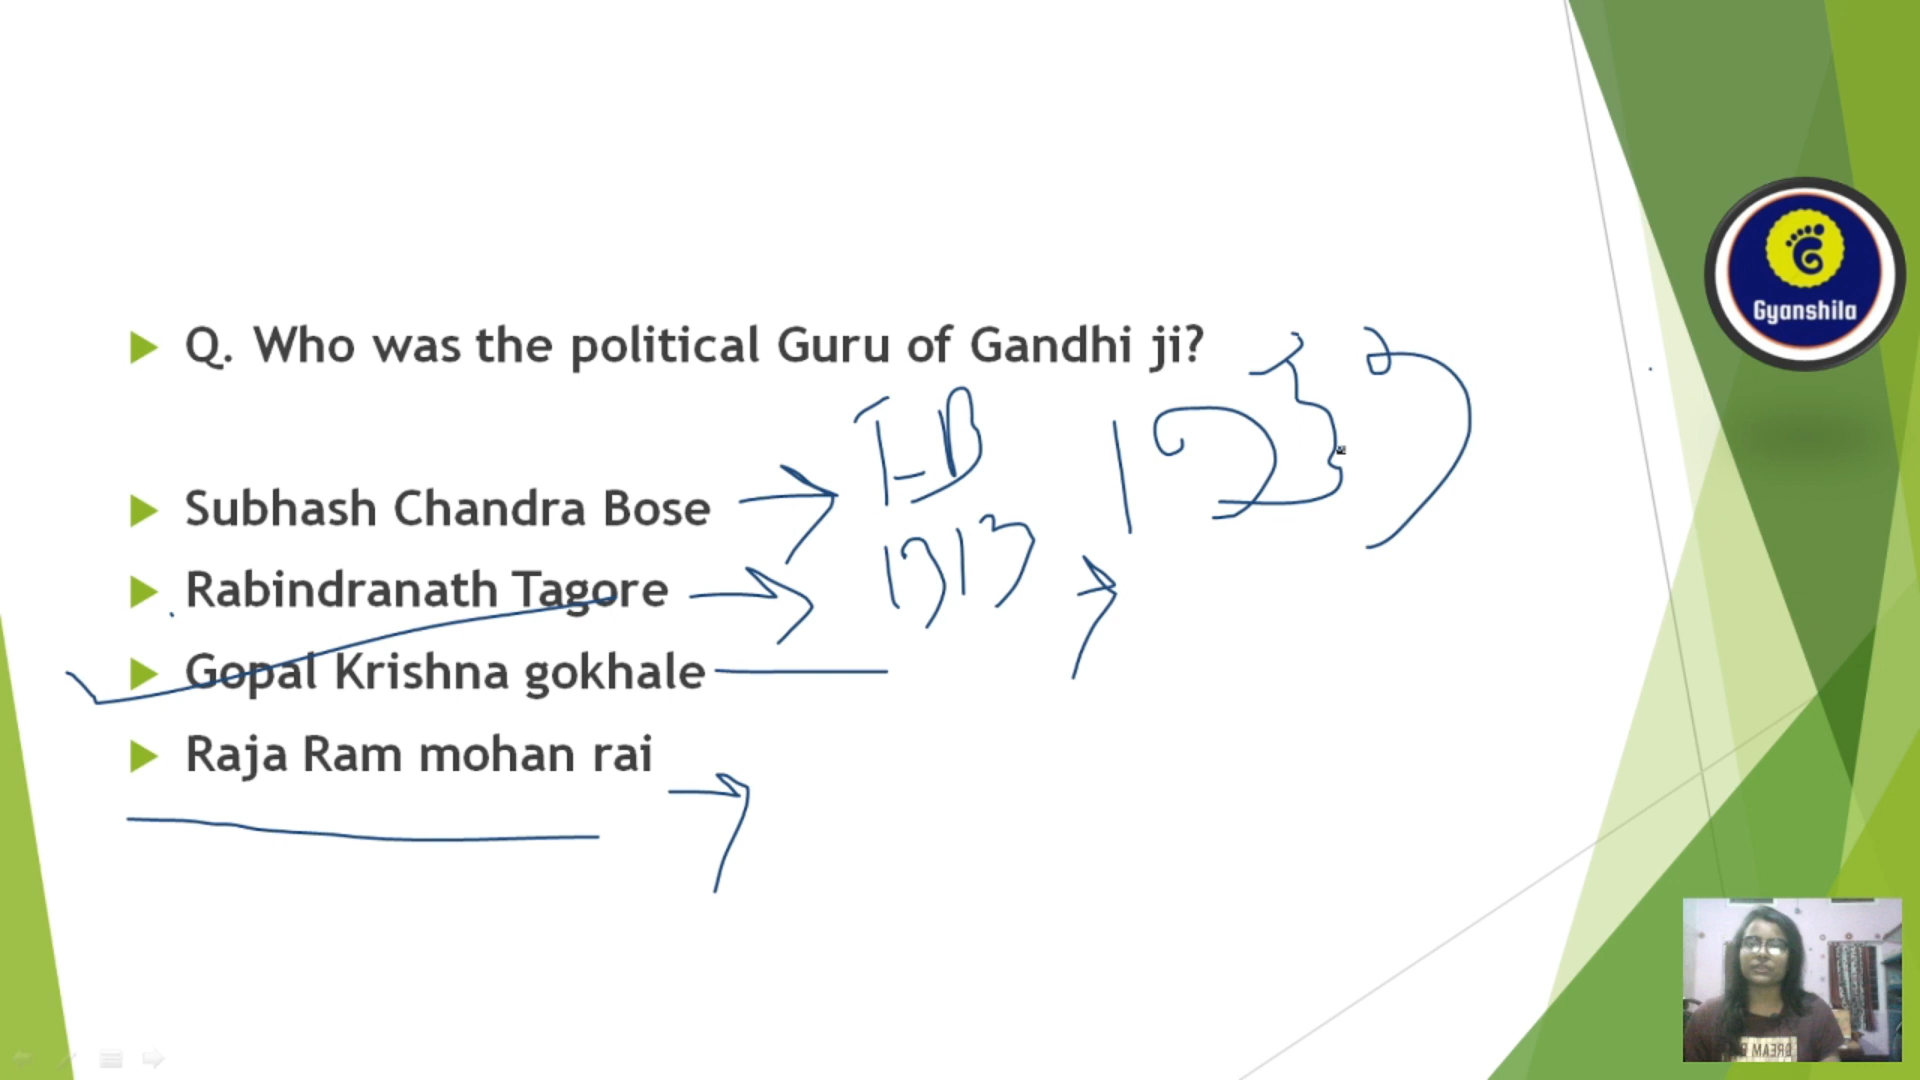 Gyanshila
Q. Who was the political Guru of Gandhi ji?
Subhash Chandra Bose
Rabindranath Tagore
1913
Gopal Krishna gokhale
Raja Ram mohan rai